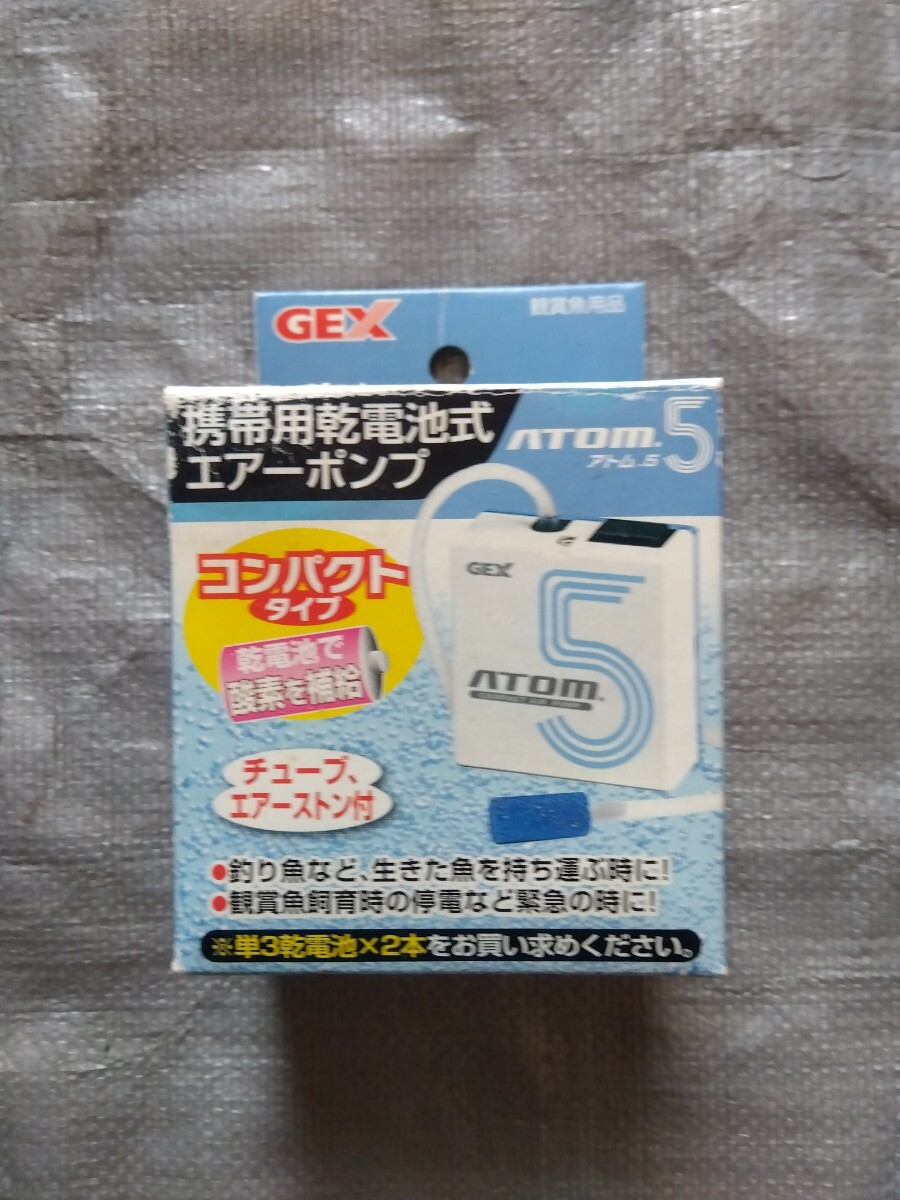 GEX
観賞魚用品
携帯用乾電池式
エアーポンプ
ATOM.5
アトム.5
コンパクト
タイプ
乾電池で
酸素を補給
GEX
5
ATOM.
COMPACT AIR PUMP
チューブ、
エアーストン付
●釣り魚など、生きた魚を持ち運ぶ時に!
●観賞魚飼育時の停電など緊急の時に!
※単3乾電池×2本をお買い求めください。